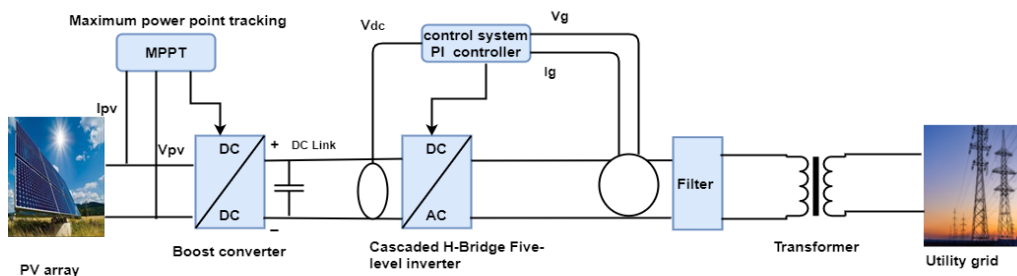 Maximum power point tracking
MPPT
Ipv
Vpv
PV array
DC
DC
Boost converter
+
DC Link
−
Vdc
control system
PI controller
Vg
Ig
DC
AC
Cascaded H-Bridge Five-
level inverter
Filter
Transformer
Utility grid